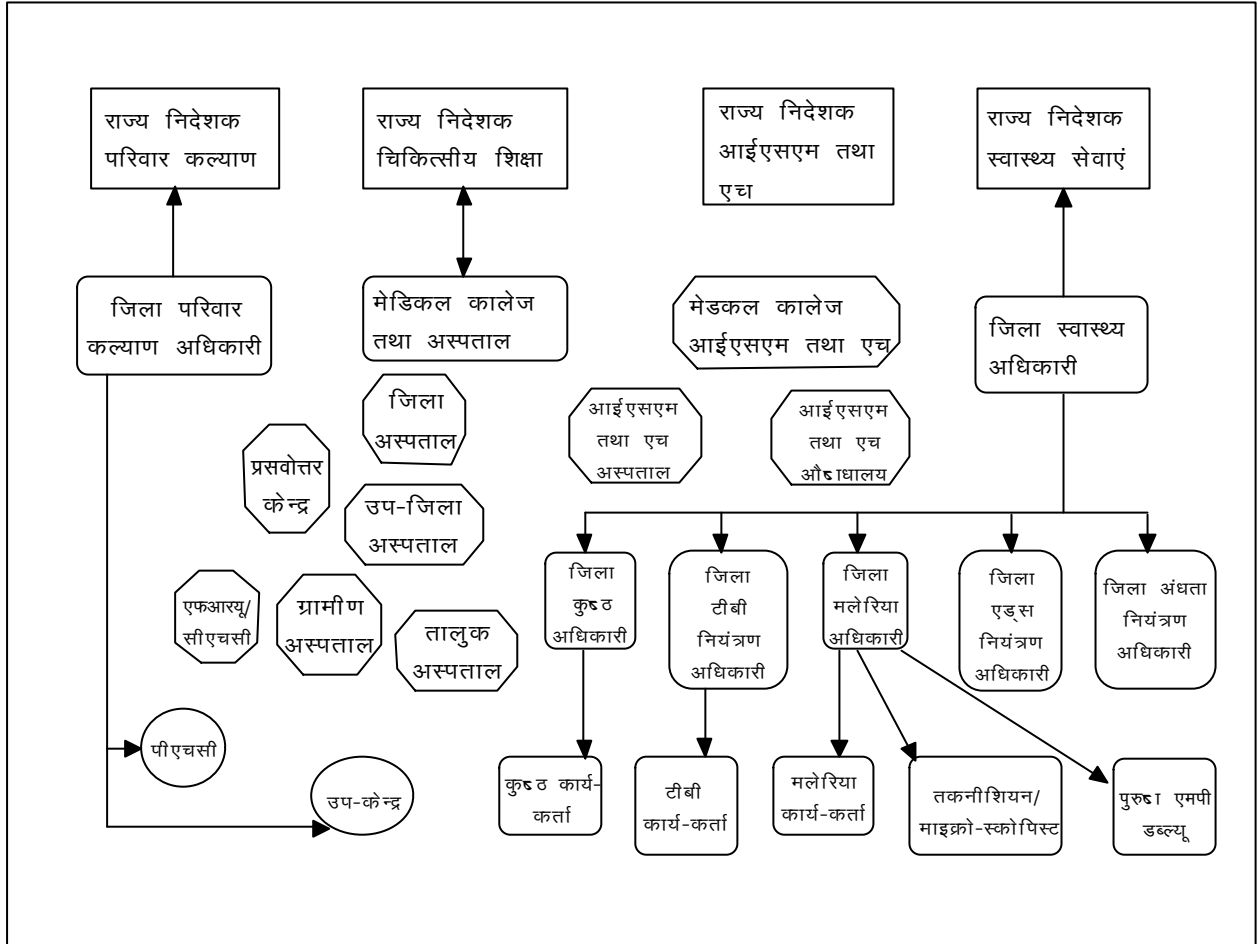 राज्य निदेशक
परिवार कल्याण
राज्य निदेशक
चिकित्सीय शिक्षा
राज्य निदेशक
आईएसएम तथा
एच
राज्य निदेशक
स्वास्थ्य सेवाएं
जिला परिवार
कल्याण अधिकारी
मेडिकल कालेज
तथा अस्पताल
मेडकल कालेज
आईएसएम तथा एच
जिला स्वास्थ्य
अधिकारी
जिला
अस्पताल
आईएसएम
तथा एच
अस्पताल
आईएसएम
तथा एच
प्रसवोत्तर
केन्द्र
उप-जिला
अस्पताल
एफआरयू/
सीएचसी
ग्रामीण
अस्पताल
तालुक
अस्पताल
जिला
अधिकारी
जिला
टीबी
नियंत्रण
अधिकारी
जिला
मलेरिया
अधिकारी
जिला
एड्स
नियंत्रण
अधिकारी
जिला अंधता
नियंत्रण
अधिकारी
पीएचसी
उप-केन्द्र
कार्य-
कर्ता
टीबी
कार्य-कर्ता
मलेरिया
कार्य-कर्ता
तकनीशियन/
माइक्रो-स्कोपिस्ट
एमपी
डब्ल्यू